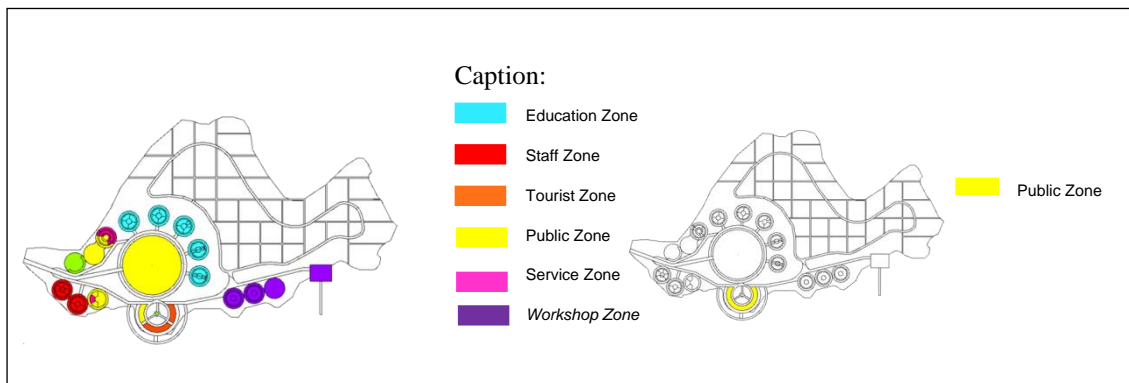 Caption:
Education Zone
Staff Zone
Tourist Zone
Public Zone
Service Zone
Workshop Zone
Public Zone